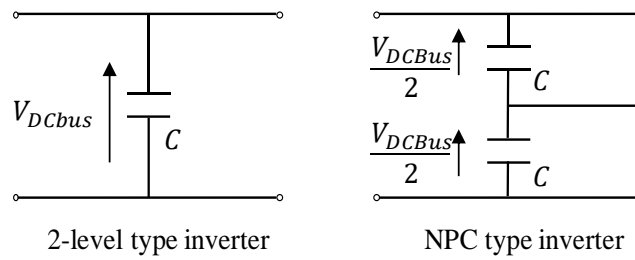 V_DCbus
C
V_DCBus
2
C
V_DCBus
2
C
2-level type inverter
NPC type inverter